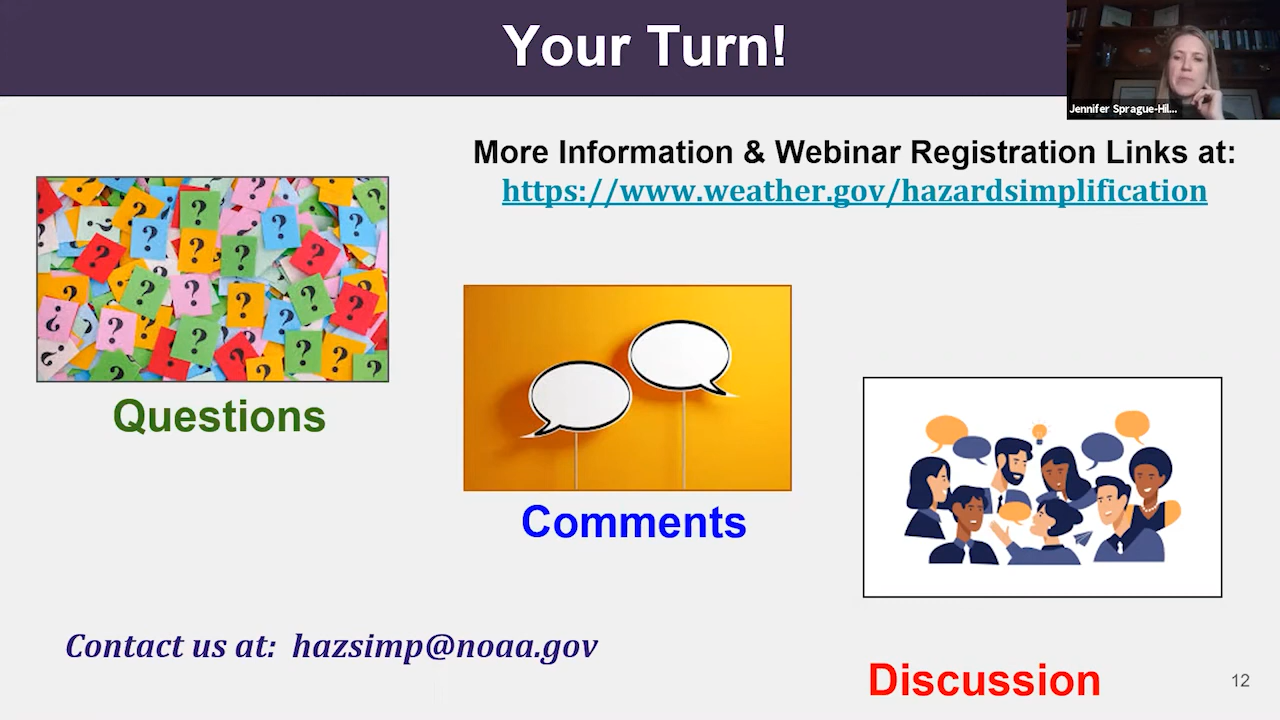 Your Turn!
Jennifer Sprague-Hil...
More Information & Webinar Registration Links at:
https://www.weather.gov/hazardsimplification
Questions
Comments
Contact us at: hazsimp@noaa.gov
Discussion
12